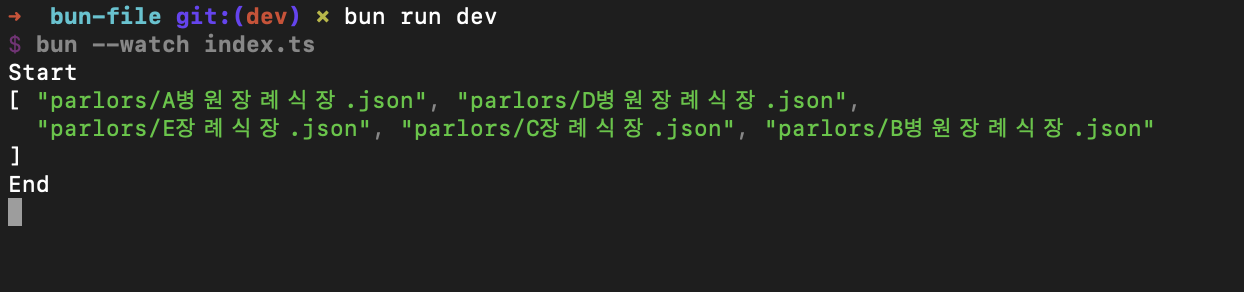 ➜ bun-file git:(dev) ✗ bun run dev
$ bun --watch index.ts
Start
[ "parlors/A병원장례식장.json", "parlors/D병원장례식장.json",
"parlors/E장례식장.json", "parlors/C장례식장.json", "parlors/B병원장례식장.json"
]
End